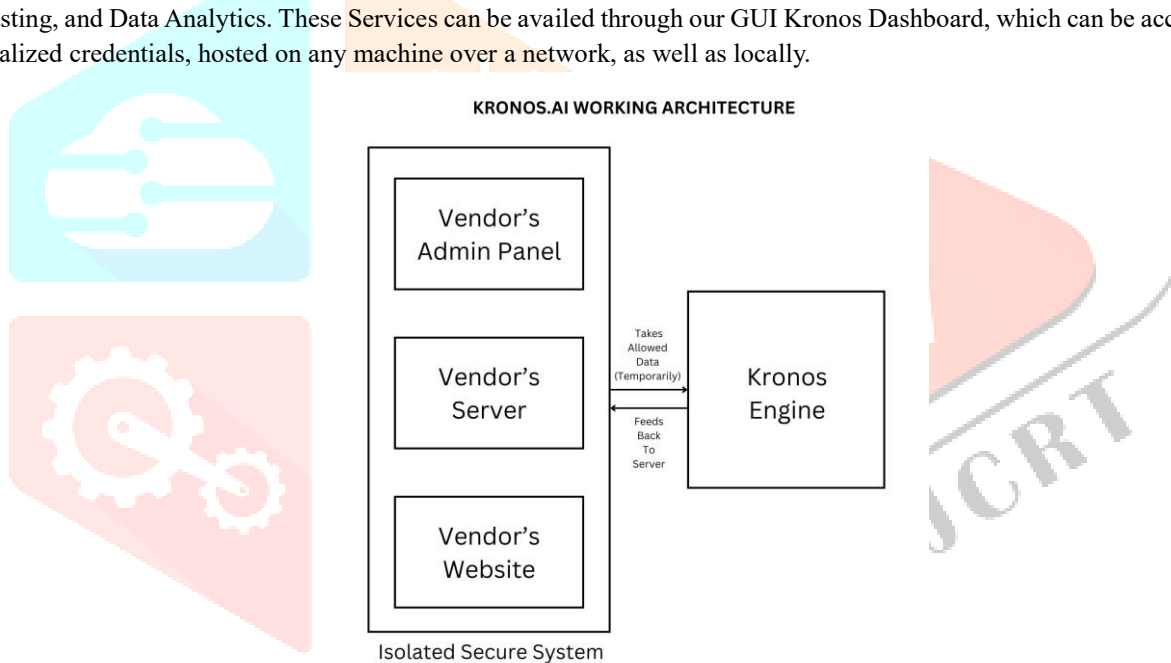 sting, and Data Analytics. These Services can be availed through our GUI Kronos Dashboard, which can be acc
alized credentials, hosted on any machine over a network, as well as locally.
KRONOS.AI WORKING ARCHITECTURE
Vendor's
Admin Panel
Vendor's
Server
Vendor's
Website
Isolated Secure System
Takes
Allowed
Data
(Temporarily)
Feeds
Back
To
Server
Kronos
Engine
JCRT